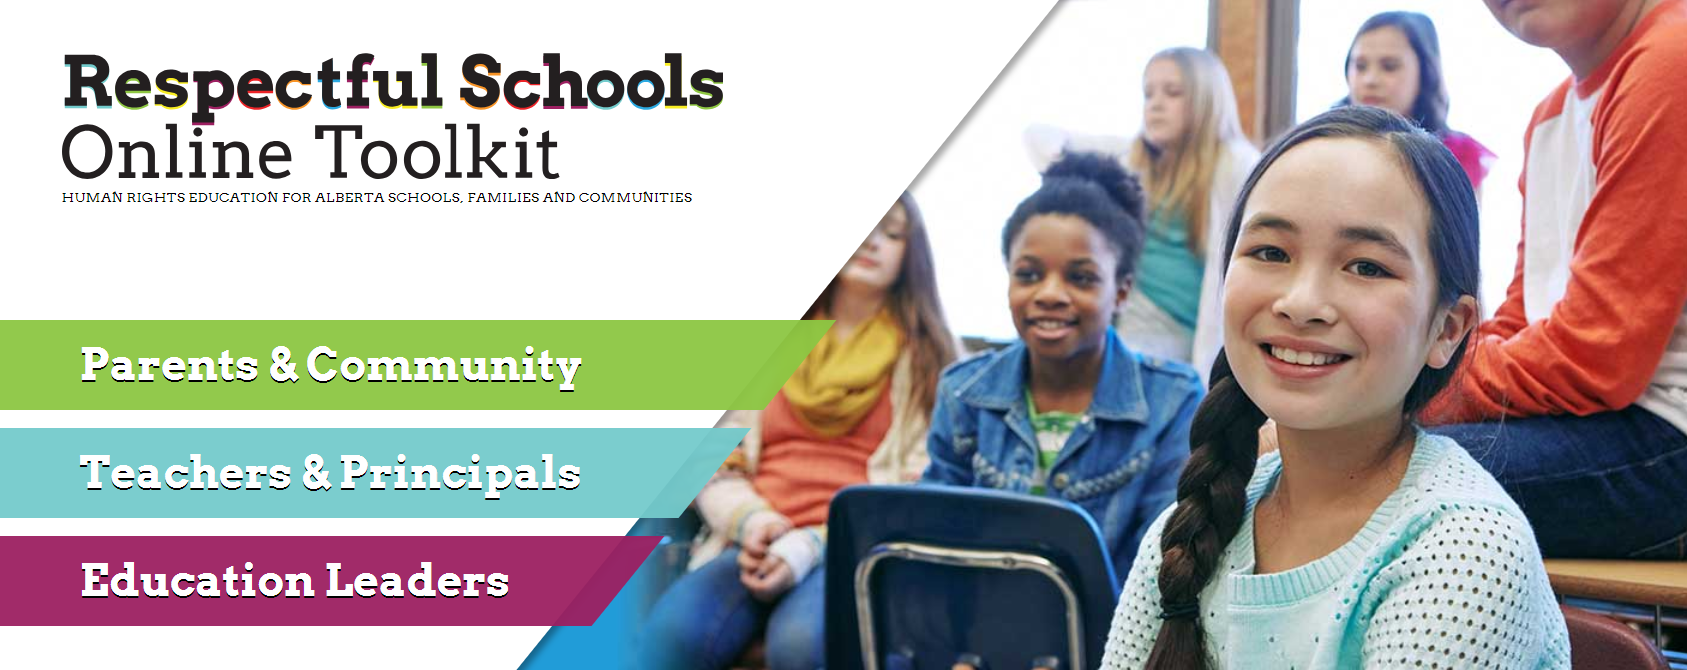 Respectful Schools
Online Toolkit
HUMAN RIGHTS EDUCATION FOR ALBERTA SCHOOLS, FAMILIES AND COMMUNITIES
Parents & Community
Teachers & Principals
Education Leaders